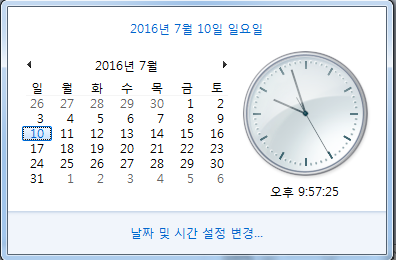 2016년 7월 10일 일요일
2016년 7월
일 월 화 수 목 금 토
26 27 28 29 30 1 2
3 4 5 6 7 8 9
10 11 12 13 14 15 16
17 18 19 20 21 22 23
24 25 26 27 28 29 30
31 1 2 3 4 5 6
오후 9:57:25
날짜 및 시간 설정 변경...